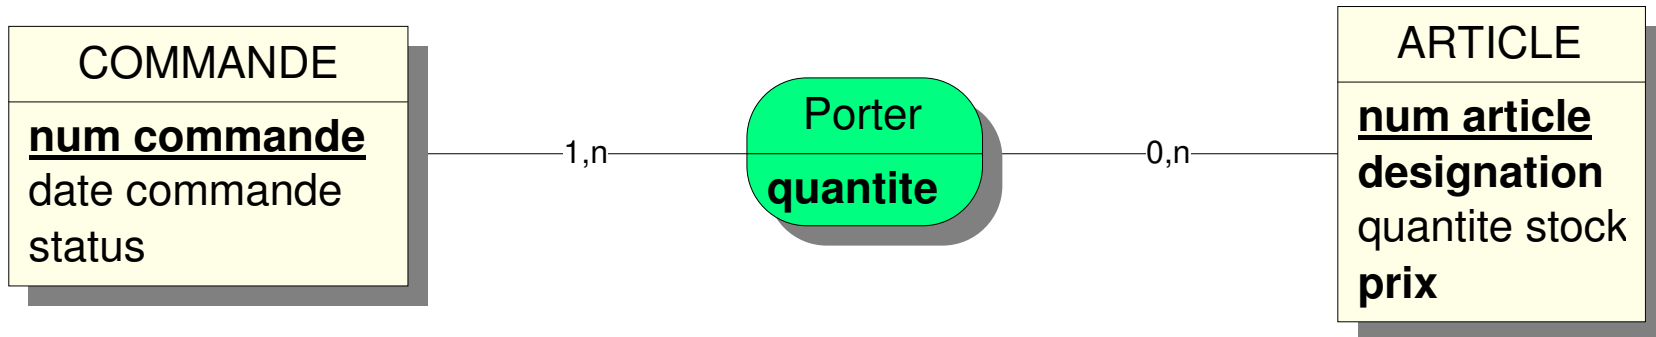 COMMANDE
num commande
date commande
status
1,n
Porter
quantite
0,n
ARTICLE
num article
designation
quantite stock
prix